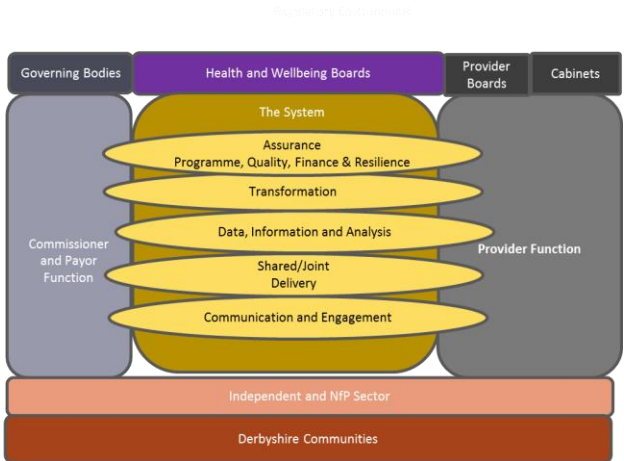 Governing Bodies
Health and Wellbeing Boards
Provider
Boards
Cabinets
The System
Assurance
Programme, Quality, Finance & Resilience
Transformation
Data, Information and Analysis
Shared/Joint
Delivery
Communication and Engagement
Commissioner
and Payor
Function
Provider Function
Independent and NfP Sector
Derbyshire Communities